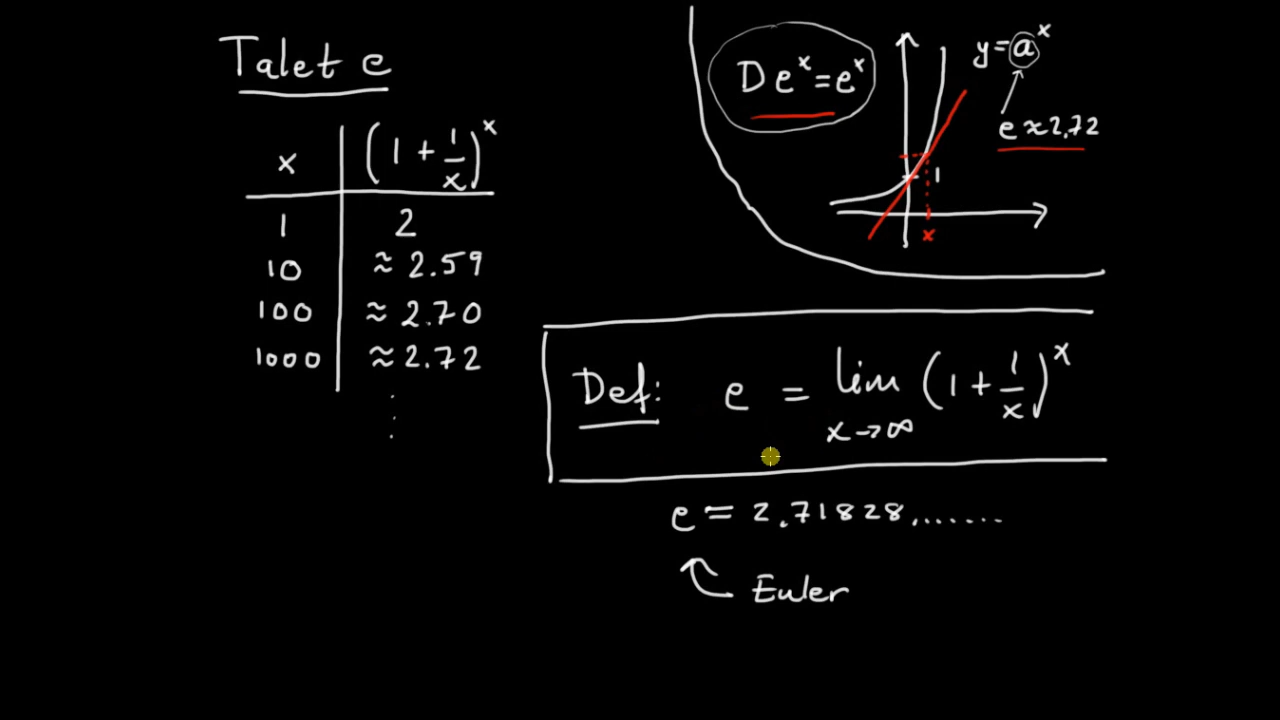 Talet e
x | (1 + 1/x)^x
1 | 2
10 | ≈ 2.59
100 | ≈ 2.70
1000 | ≈ 2.72
⋮
D e^x = e^x
y = a^x
e ≈ 2.72
1
x
Def: e = lim (1 + 1/x)^x
x → ∞
e = 2.71828.......
Euler